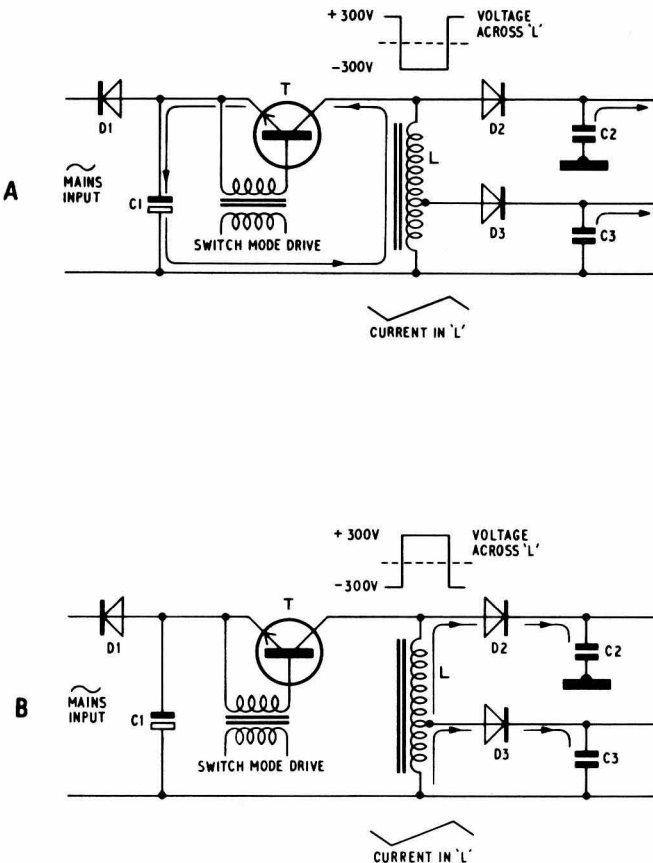 +300V
-300V
VOLTAGE
ACROSS 'L'
T
D1
D2
C2
A
~
MAINS
INPUT
C1
L
D3
C3
SWITCH MODE DRIVE
CURRENT IN 'L'
+ 300V
-300V
VOLTAGE
ACROSS 'L'
T
D1
D2
C2
B
~
MAINS
INPUT
C1
L
D3
C3
SWITCH MODE DRIVE
CURRENT IN 'L'